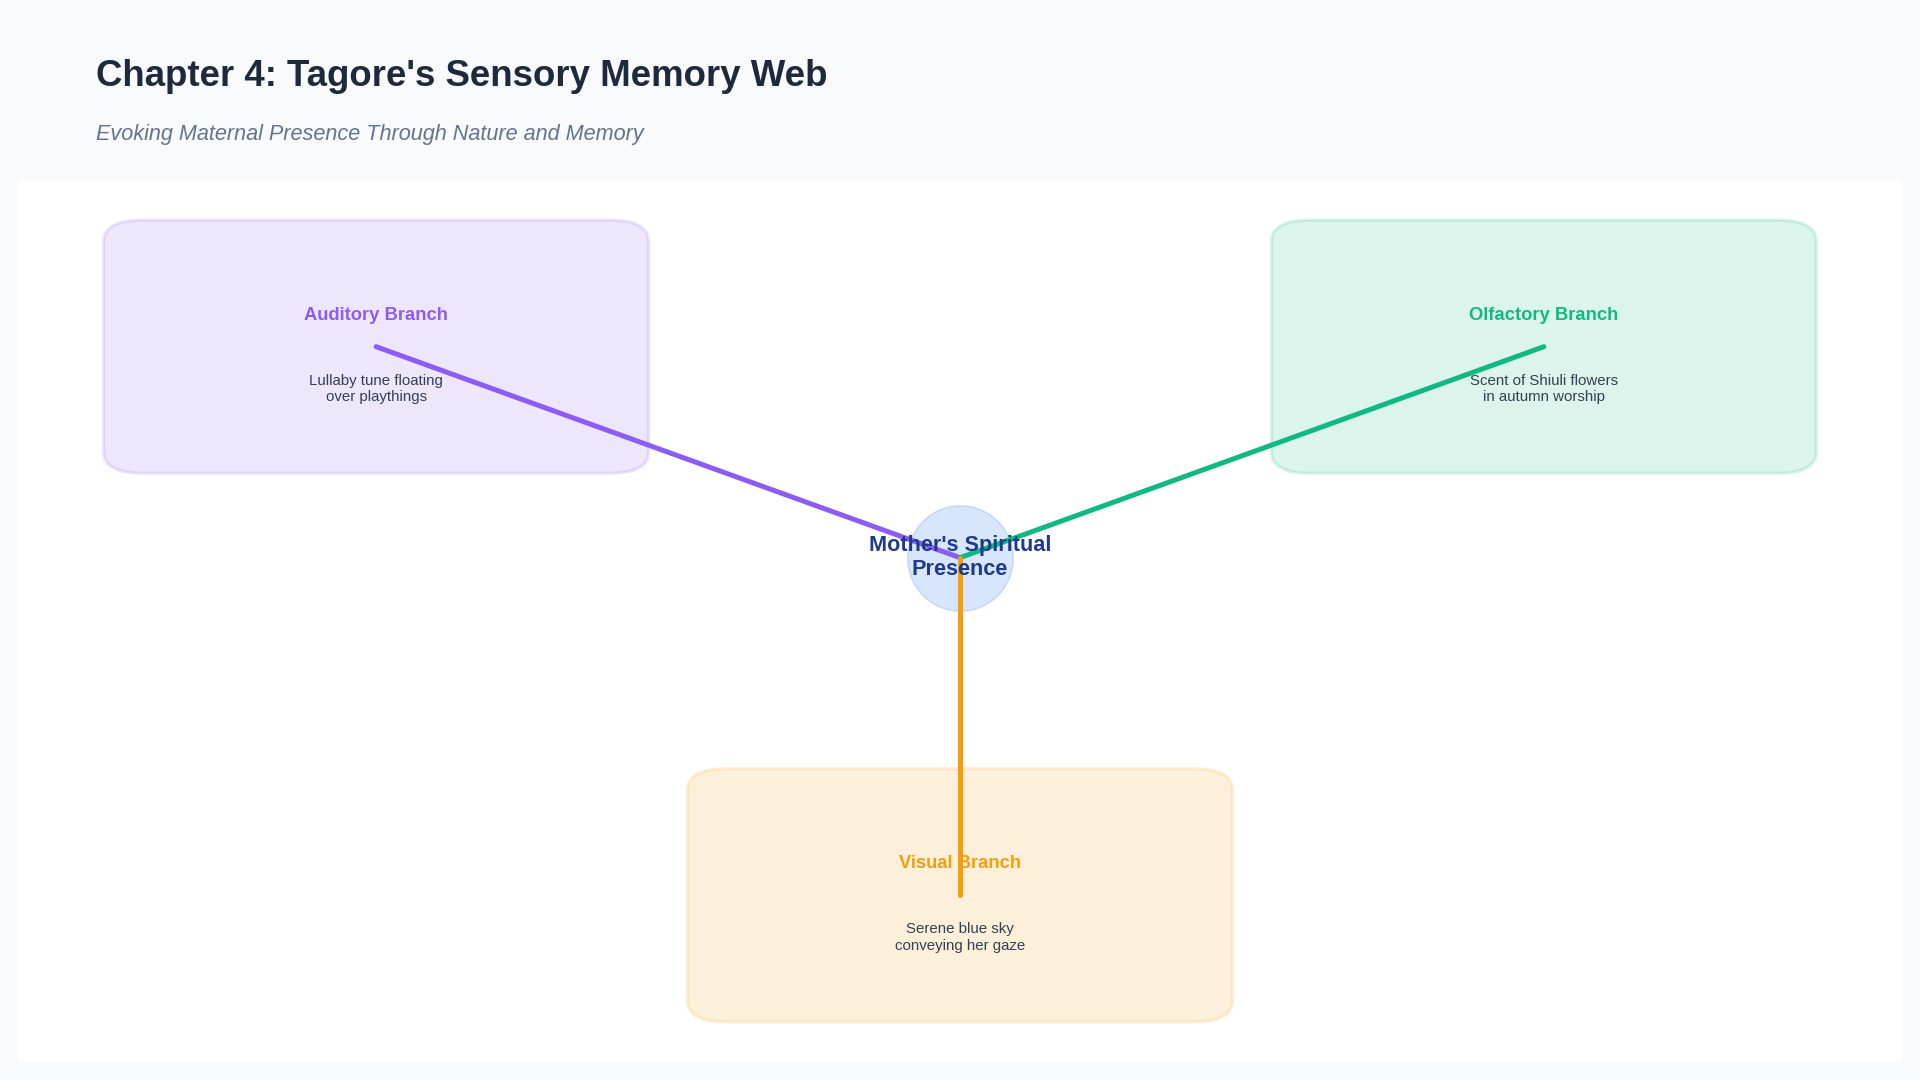 Chapter 4: Tagore's Sensory Memory Web
Evoking Maternal Presence Through Nature and Memory
Auditory Branch
Lullaby tune floating
over playthings
Olfactory Branch
Scent of Shiuli flowers
in autumn worship
Mother's Spiritual
Presence
Visual Branch
Serene blue sky
conveying her gaze